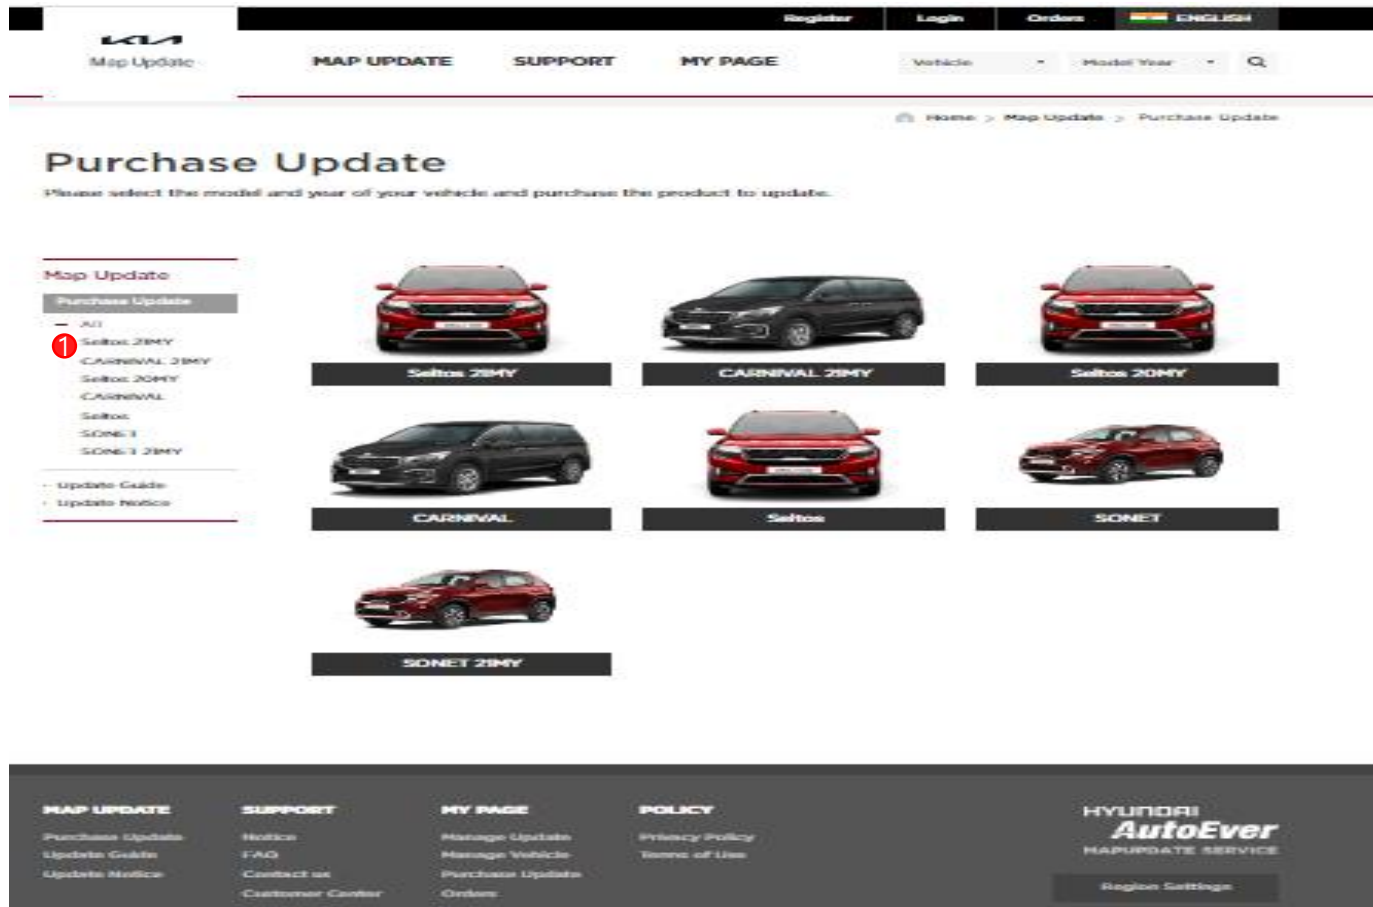 Register Login Orders ENGLISH
KIA
Map Update
MAP UPDATE SUPPORT MY PAGE Vehicle Model Year
Home > Map Update > Purchase Update
Purchase Update
Please select the model and year of your vehicle and purchase the product to update.
Map Update
Purchase Update
All
1
Seltos 21MY
CARNIVAL 21MY
Seltos 20MY
CARNIVAL
Seltos
SONET
SONET 21MY
Update Guide
Update Notice
Seltos 21MY CARNIVAL 21MY Seltos 20MY
CARNIVAL Seltos SONET
SONET 21MY
MAP UPDATE SUPPORT MY PAGE POLICY
Purchase Update Notice Manage Update Privacy Policy
Update Guide FAQ Manage Vehicle Terms of Use
Update Notice Contact us Purchase Update
Customer Center Orders
HYUNDAI
AutoEver
MAPUPDATE SERVICE
Region Settings